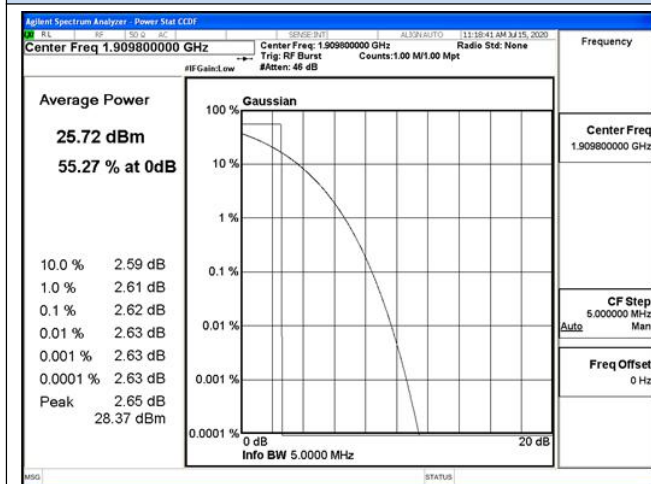 Agilent Spectrum Analyzer - Power Stat CCDF
RL RF 50 Ω AC SENSE:INT ALIGNAUTO 11:18:41 AM Jul 15, 2020
Center Freq 1.909800000 GHz
Center Freq: 1.909800000 GHz Radio Std: None
Trig: RF Burst Counts:1.00 M/1.00 Mpt
#IFGain:Low #Atten: 46 dB
Frequency
Average Power
25.72 dBm
55.27 % at 0dB
10.0 % 2.59 dB
1.0 % 2.61 dB
0.1 % 2.62 dB
0.01 % 2.63 dB
0.001 % 2.63 dB
0.0001 % 2.63 dB
Peak 2.65 dB
28.37 dBm
Gaussian
100 %
10 %
1 %
0.1 %
0.01 %
0.001 %
0.0001 %
0 dB 20 dB
Info BW 5.0000 MHz
Center Freq
1.909800000 GHz
CF Step
5.000000 MHz
Auto Man
Freq Offset
0 Hz
MSG STATUS